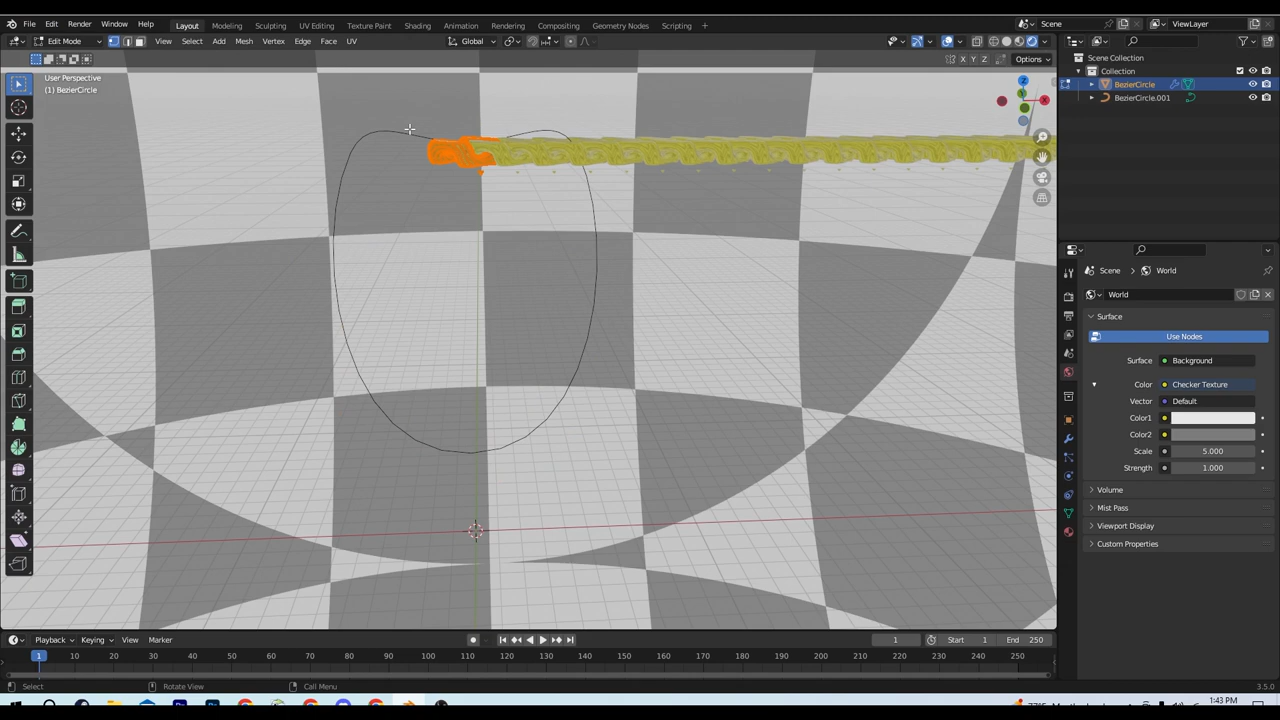 File Edit Render Window Help Layout Modeling Sculpting UV Editing Texture Paint Shading Animation Rendering Compositing Geometry Nodes Scripting + Scene ViewLayer
Edit Mode View Select Add Mesh Vertex Edge Face UV Global
X Y Z Options
User Perspective
(1) BezierCircle
Z
X
Scene Collection
Collection
BezierCircle
BezierCircle.001
Scene > World
World
Surface
Use Nodes
Surface Background
Color Checker Texture
Vector Default
Color1
Color2
Scale 5.000
Strength 1.000
Volume
Mist Pass
Viewport Display
Custom Properties
Playback Keying View Marker 1 Start 1 End 250
1 10 20 30 40 50 60 70 80 90 100 110 120 130 140 150 160 170 180 190 200 210 220 230 240 250
Select Rotate View Call Menu 3.5.0
1:43 PM